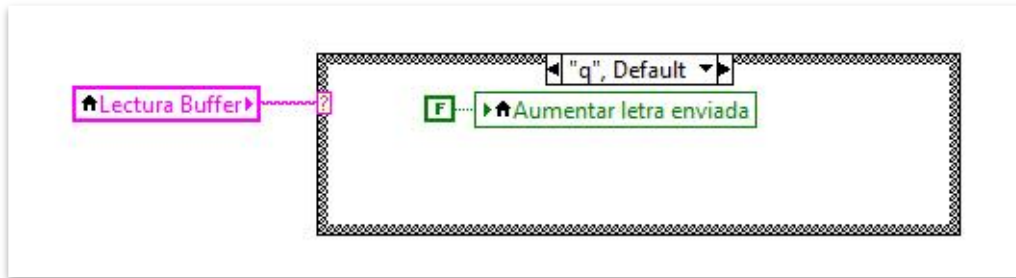 "q", Default
Lectura Buffer
?
F
Aumentar letra enviada